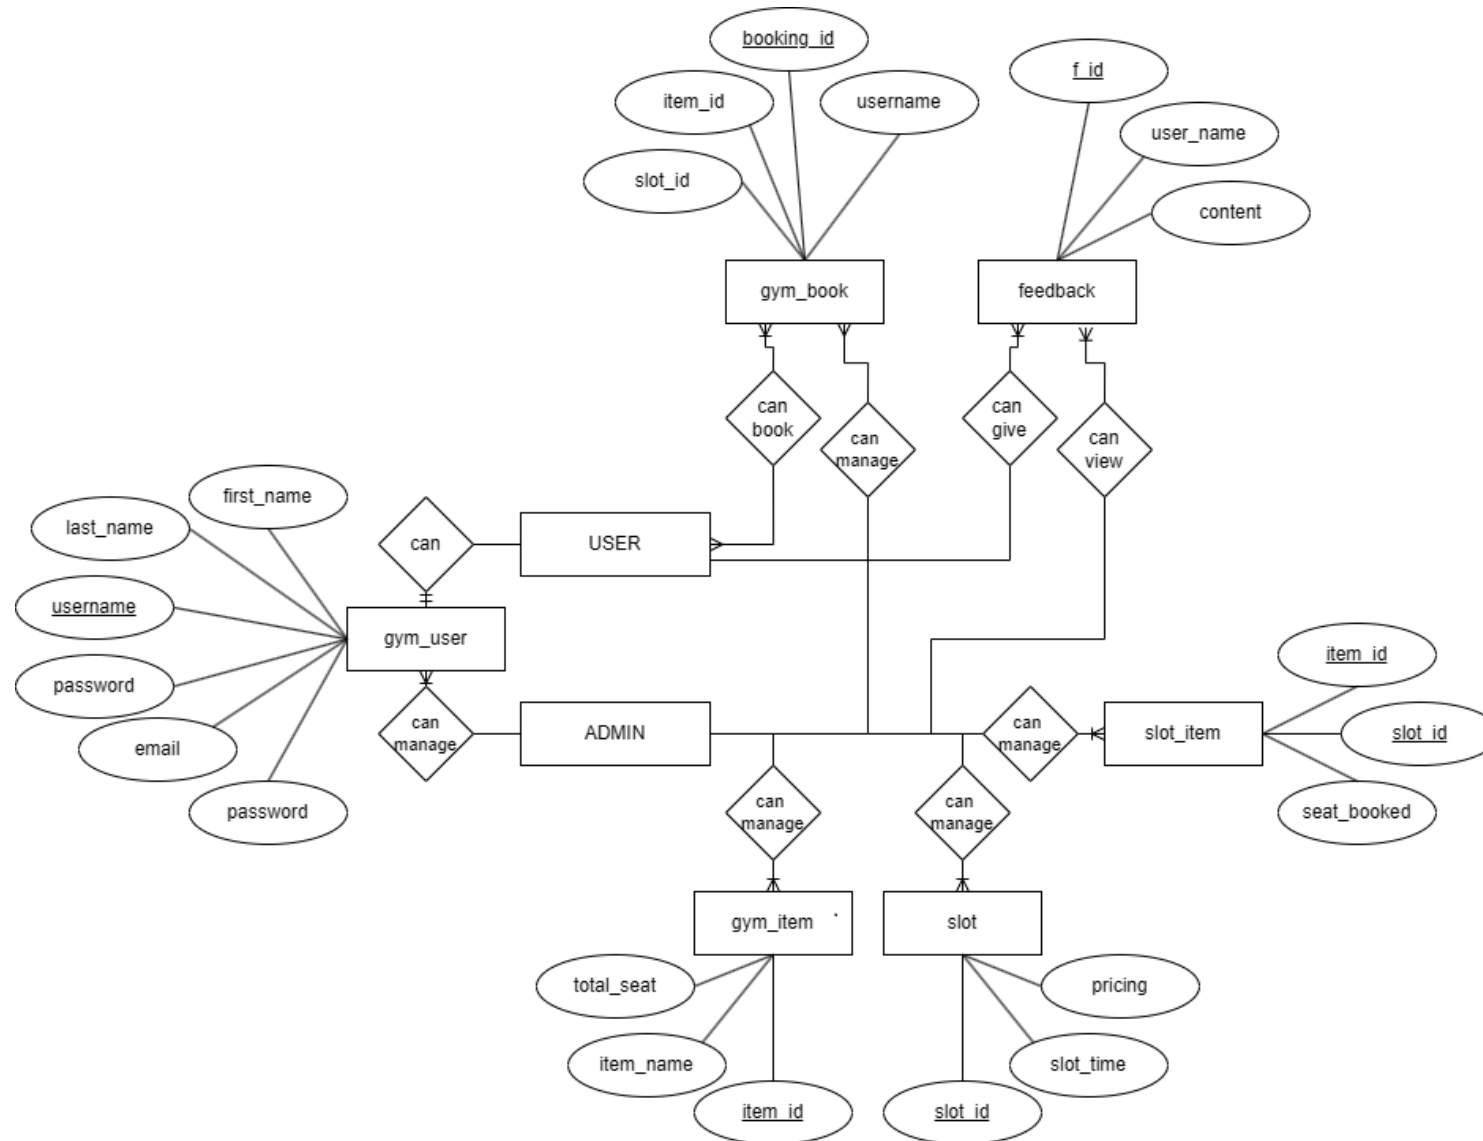 booking_id
f_id
item_id
username
user_name
slot_id
content
gym_book
feedback
can
book
can
manage
can
give
can
view
first_name
last_name
can
USER
username
gym_user
password
email
password
can
manage
ADMIN
can
manage
slot_item
item_id
slot_id
seat_booked
can
manage
can
manage
gym_item
slot
total_seat
pricing
item_name
slot_time
item_id
slot_id